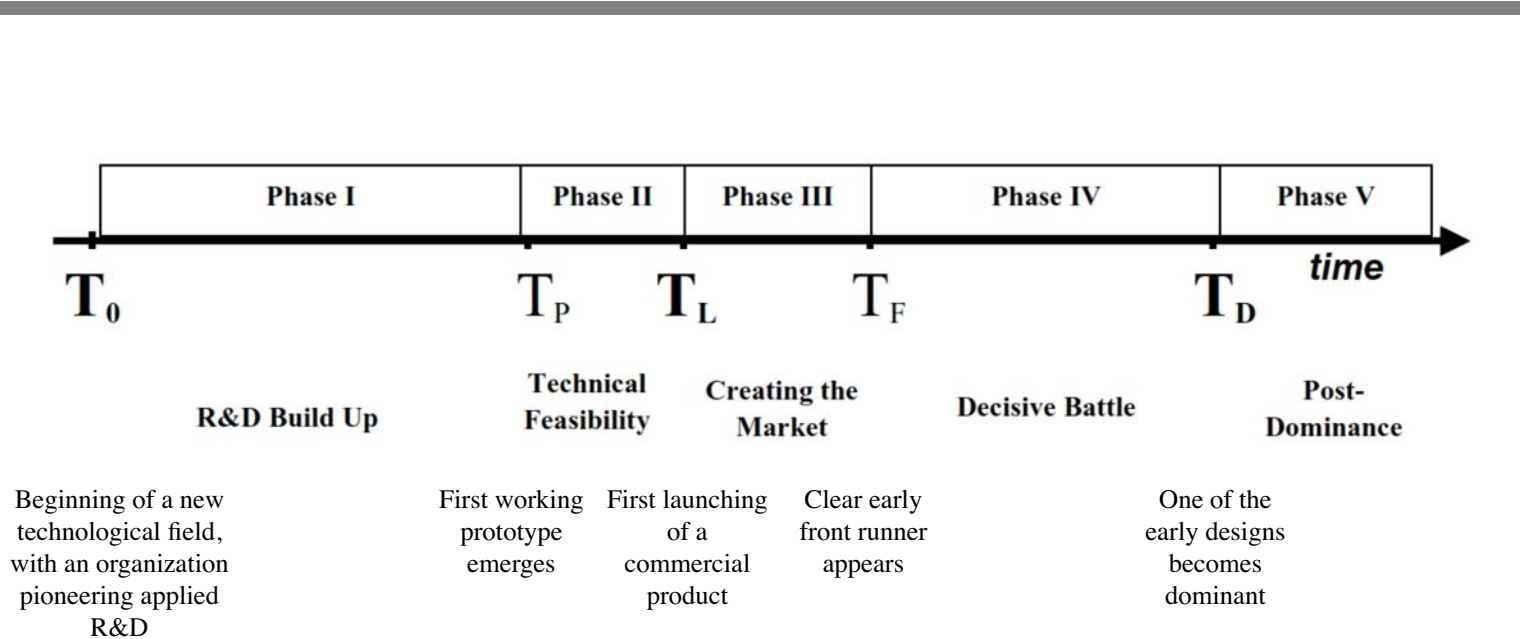 Phase I
Phase II
Phase III
Phase IV
Phase V
time
T0
TP
TL
TF
TD
R&D Build Up
Technical
Feasibility
Creating the
Market
Decisive Battle
Post-
Dominance
Beginning of a new
technological field,
with an organization
pioneering applied
R&D
First working
prototype
emerges
First launching
of a
commercial
product
Clear early
front runner
appears
One of the
early designs
becomes
dominant